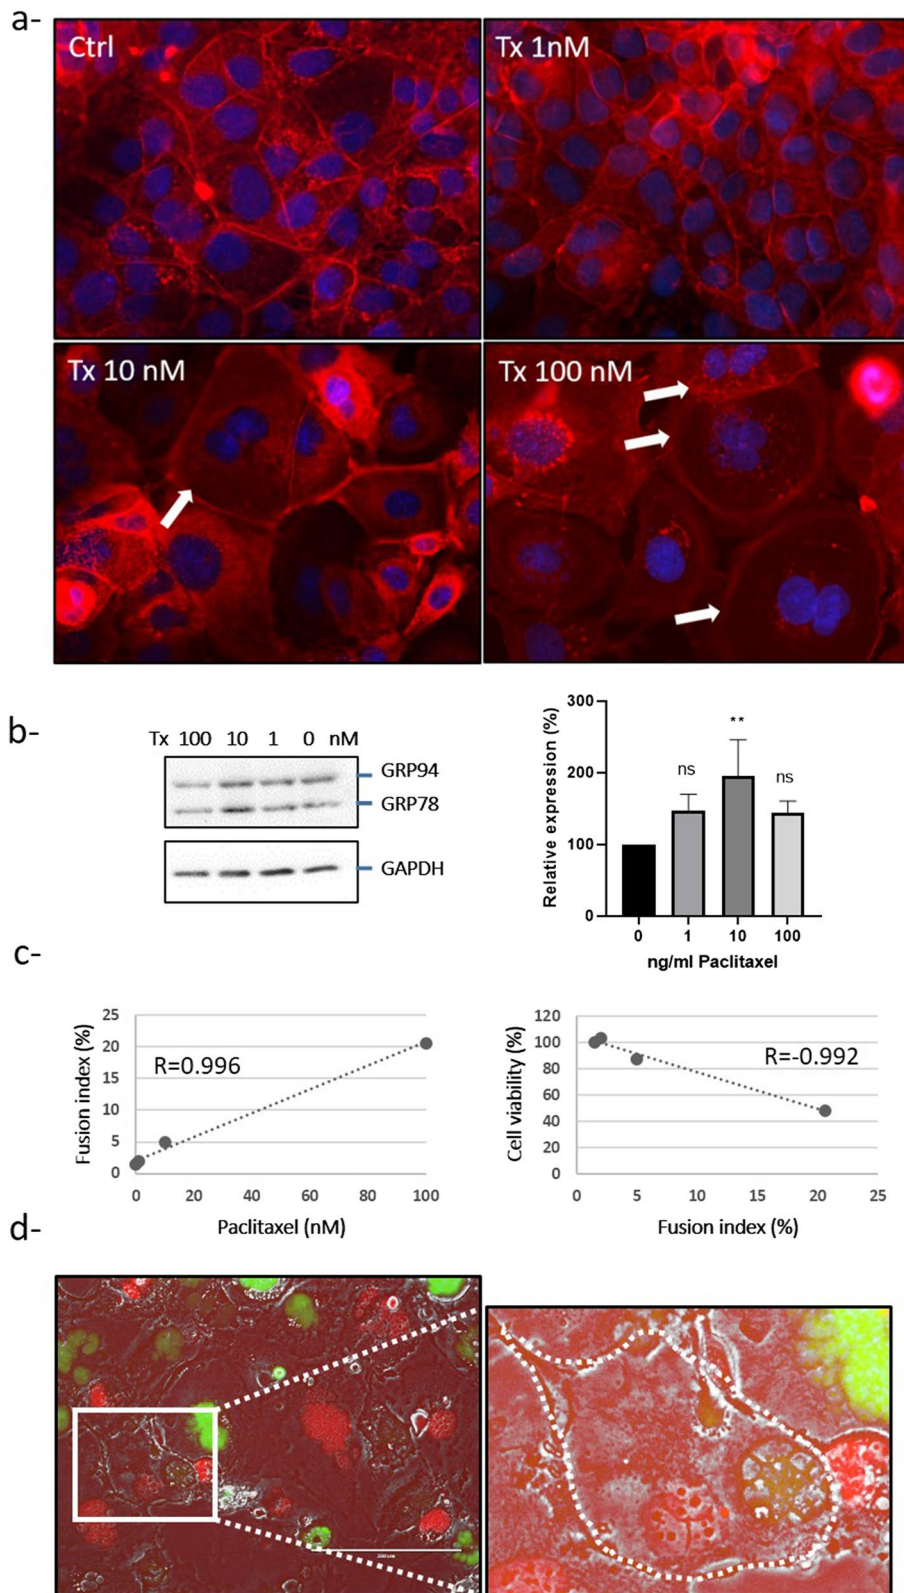 a-
Ctrl
Tx 1nM
Tx 10 nM
Tx 100 nM
b-
Tx 100 10 1 0 nM
GRP94
GRP78
GAPDH
Relative expression (%)
300
200
100
0
ns
**
ns
0 1 10 100
ng/ml Paclitaxel
c-
Fusion index (%)
25
20
15
10
5
0
R=0.996
0 20 40 60 80 100
Paclitaxel (nM)
Cell viability (%)
120
100
80
60
40
20
0
R=-0.992
0 5 10 15 20 25
Fusion index (%)
d-